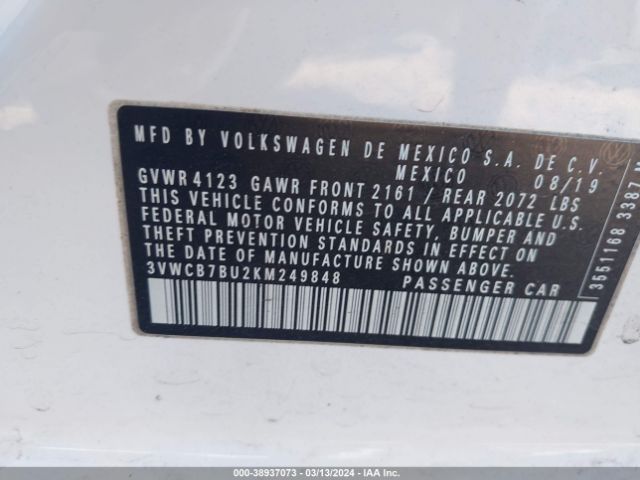 MFD BY VOLKSWAGEN DE MEXICO S.A. DE C.V.
MEXICO 08/19
GVWR 4123 GAWR FRONT 2161 / REAR 2072 LBS
THIS VEHICLE CONFORMS TO ALL APPLICABLE U.S.
FEDERAL MOTOR VEHICLE SAFETY, BUMPER AND
THEFT PREVENTION STANDARDS IN EFFECT ON
THE DATE OF MANUFACTURE SHOWN ABOVE.
3VWCB7BU2KM249848 PASSENGER CAR
3551168 3387 N
000-38937073 - 03/13/2024 - IAA Inc.